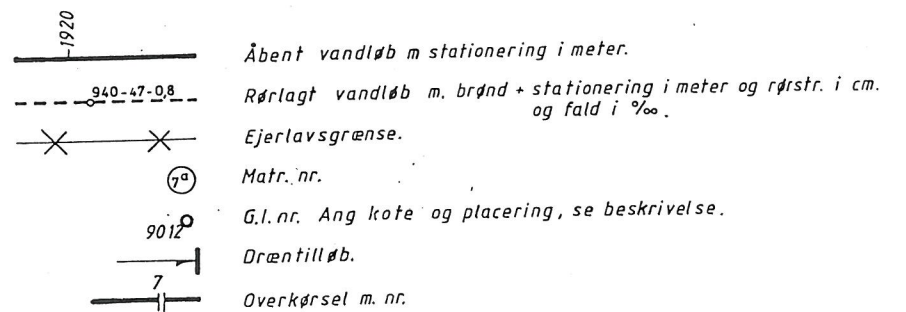 1920
Åbent vandløb m stationering i meter.
940-47-0,8
Rørlagt vandløb m. brønd + stationering i meter og rørstr. i cm.
og fald i ‰.
Ejerlavsgrænse.
7a
Matr. nr.
9012
G.I. nr. Ang kote og placering, se beskrivelse.
Dræntilløb.
7
Overkørsel m. nr.